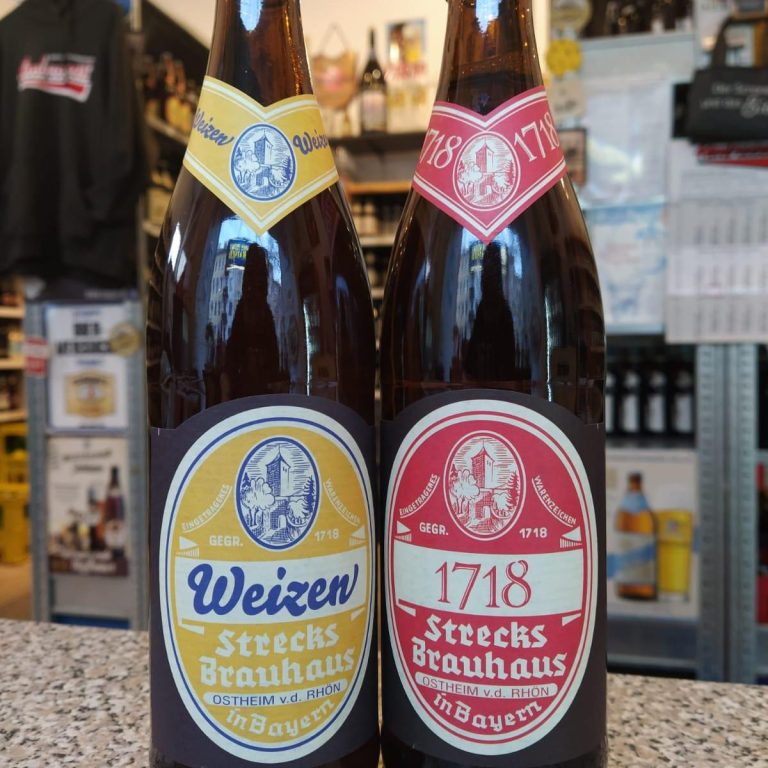 Weizen
Weizen
1718
1718
EINGETRAGENES
WARENZEICHEN
GEGR. 1718
Weizen
Strecks
Brauhaus
OSTHEIM v.d. RHÖN
in Bayern
EINGETRAGENES
WARENZEICHEN
GEGR. 1718
1718
Strecks
Brauhaus
OSTHEIM v.d. RHÖN
in Bayern